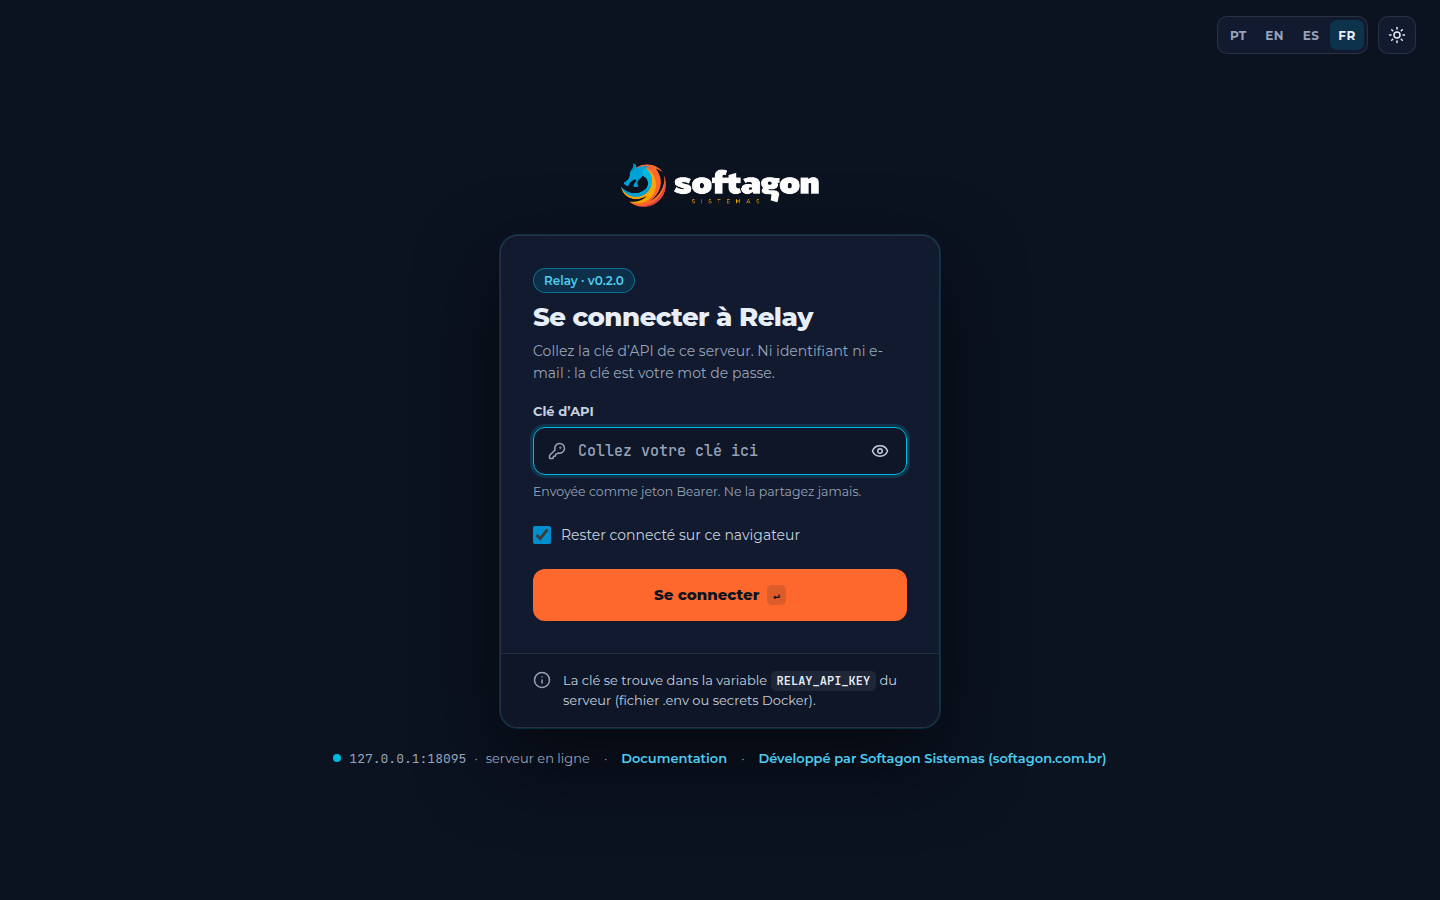 PT EN ES FR
softagon
SISTEMAS
Relay · v0.2.0
Se connecter à Relay
Collez la clé d’API de ce serveur. Ni identifiant ni e-
mail : la clé est votre mot de passe.
Clé d’API
Collez votre clé ici
Envoyée comme jeton Bearer. Ne la partagez jamais.
Rester connecté sur ce navigateur
Se connecter ↵
La clé se trouve dans la variable RELAY_API_KEY du
serveur (fichier .env ou secrets Docker).
127.0.0.1:18095 · serveur en ligne · Documentation · Développé par Softagon Sistemas (softagon.com.br)